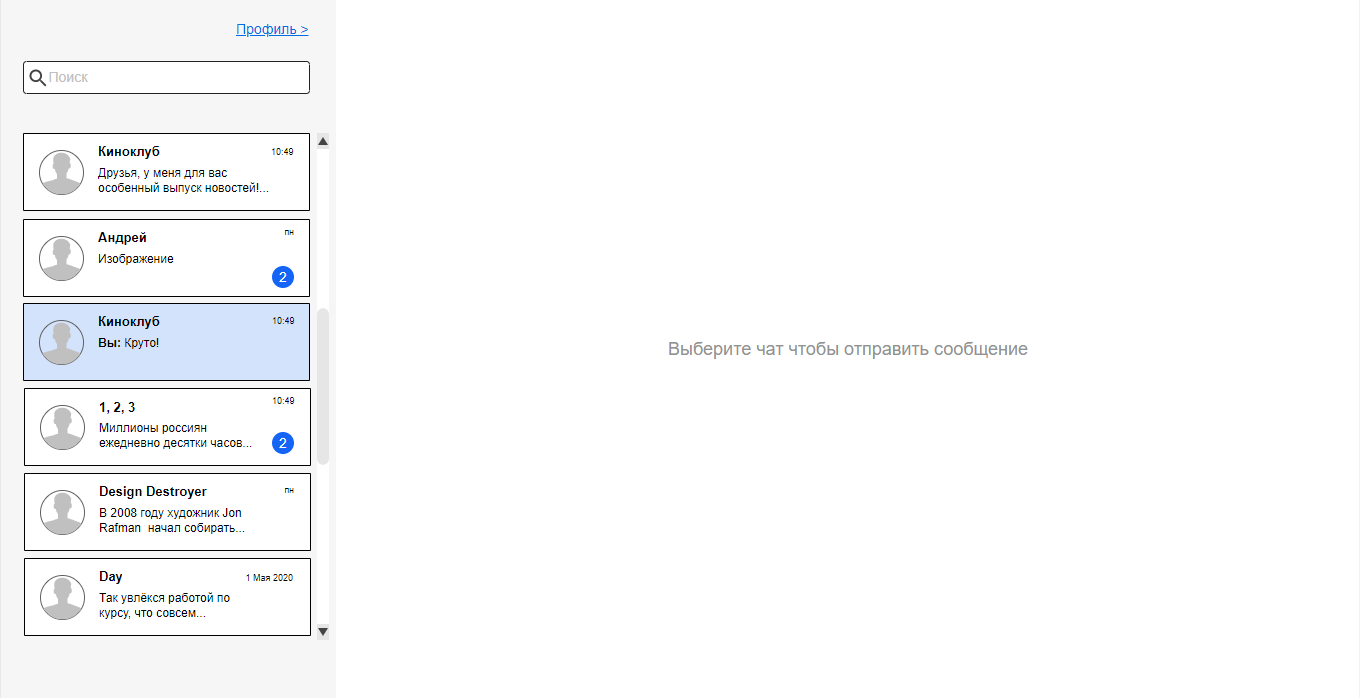 Профиль >
Поиск
Киноклуб 10:49
Друзья, у меня для вас
особенный выпуск новостей!...
Андрей пн
Изображение
2
Киноклуб 10:49
Вы: Круто!
1, 2, 3 10:49
Миллионы россиян
ежедневно десятки часов...
2
Design Destroyer пн
В 2008 году художник Jon
Rafman начал собирать...
Day 1 Мая 2020
Так увлёкся работой по
курсу, что совсем...
Выберите чат чтобы отправить сообщение